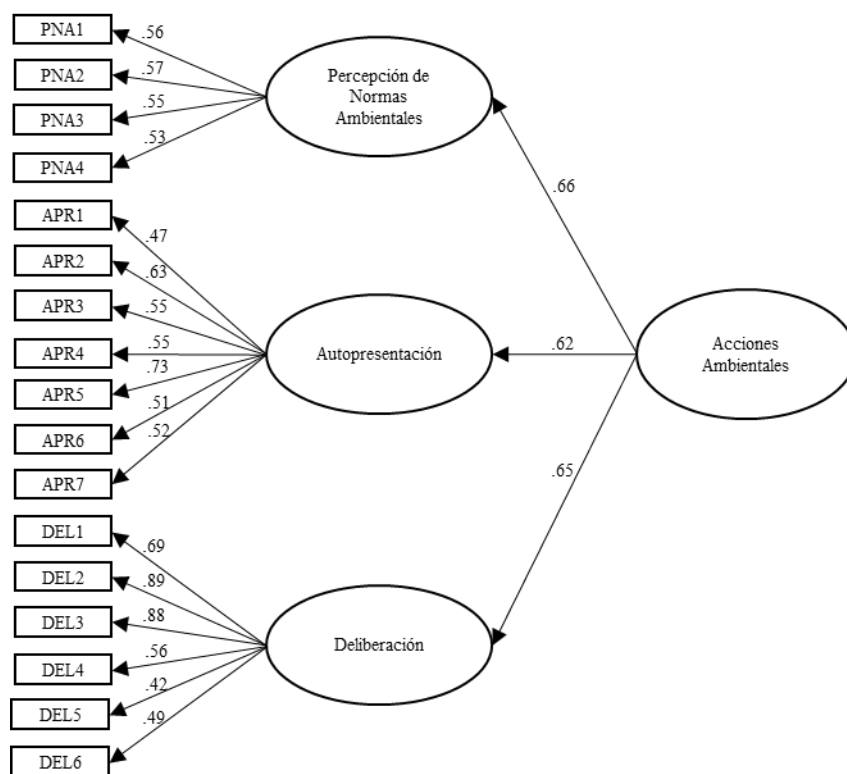 PNA1
.56
PNA2
.57
PNA3
.55
PNA4
.53
Percepción de
Normas
Ambientales
.66
APR1
.47
APR2
.63
APR3
.55
APR4
.55
APR5
.73
APR6
.51
APR7
.52
Autopresentación
.62
Acciones
Ambientales
DEL1
.69
DEL2
.89
DEL3
.88
DEL4
.56
DEL5
.42
DEL6
.49
Deliberación
.65